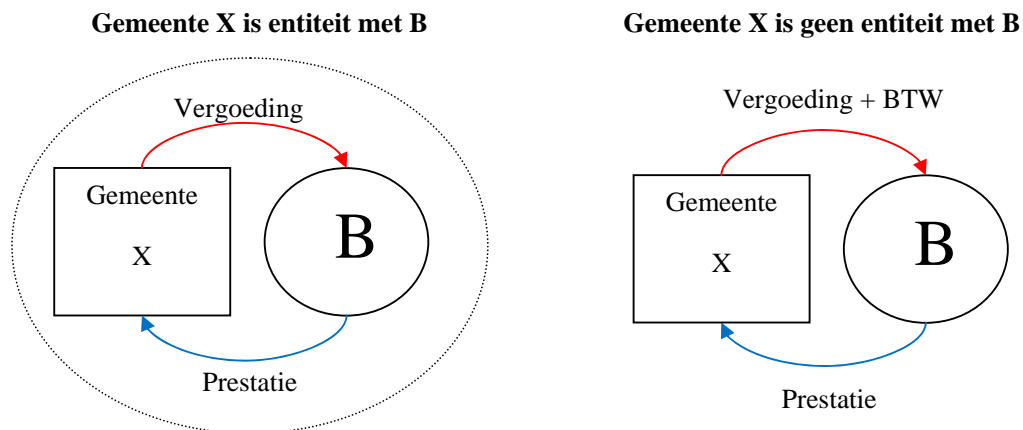 Gemeente X is entiteit met B
Vergoeding
Gemeente
X
B
Prestatie
Gemeente X is geen entiteit met B
Vergoeding + BTW
Gemeente
X
B
Prestatie